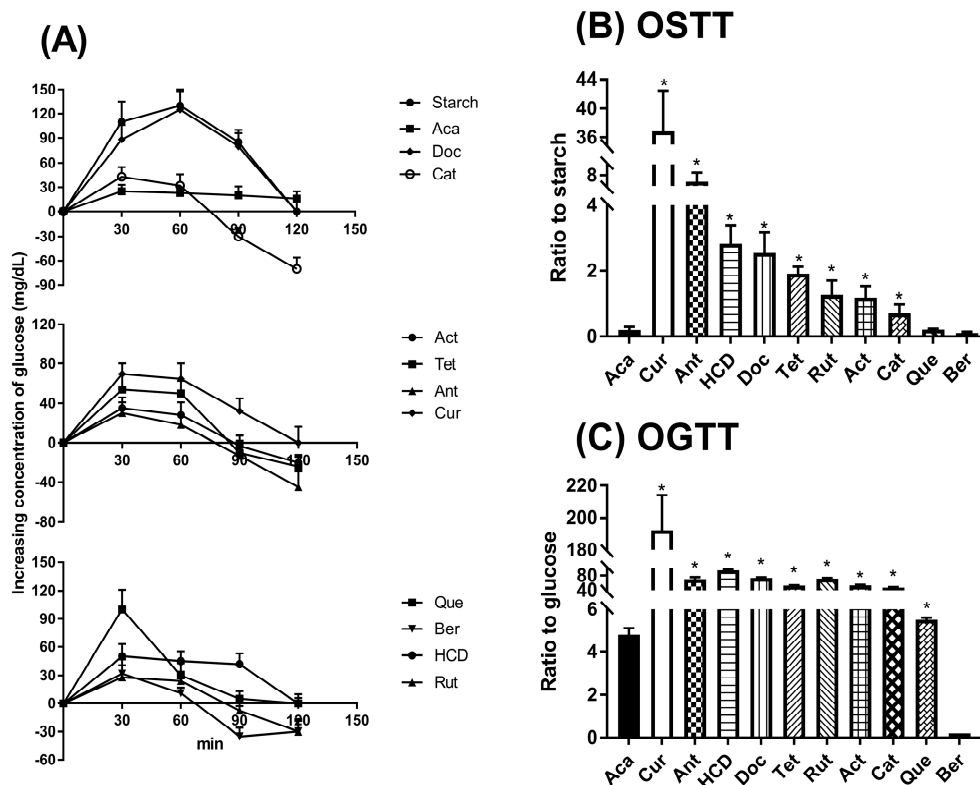 (A)
150
120
90
60
30
0
-30
-60
-90
30 60 90 120 150
Starch
Aca
Doc
Cat
Increasing concentration of glucose (mg/dL)
120
80
40
0
-40
-80
30 60 90 120 150
Act
Tet
Ant
Cur
150
120
90
60
30
0
-30
-60
30 60 90 120 150
min
Que
Ber
HCD
Rut
(B) OSTT
Ratio to starch
44
40
36
8
4
2
0
* * * * * * * *
Aca Cur Ant HCD Doc Tet Rut Act Cat Que Ber
(C) OGTT
Ratio to glucose
220
200
180
80
40
6
4
2
0
* * * * * * * * *
Aca Cur Ant HCD Doc Tet Rut Act Cat Que Ber